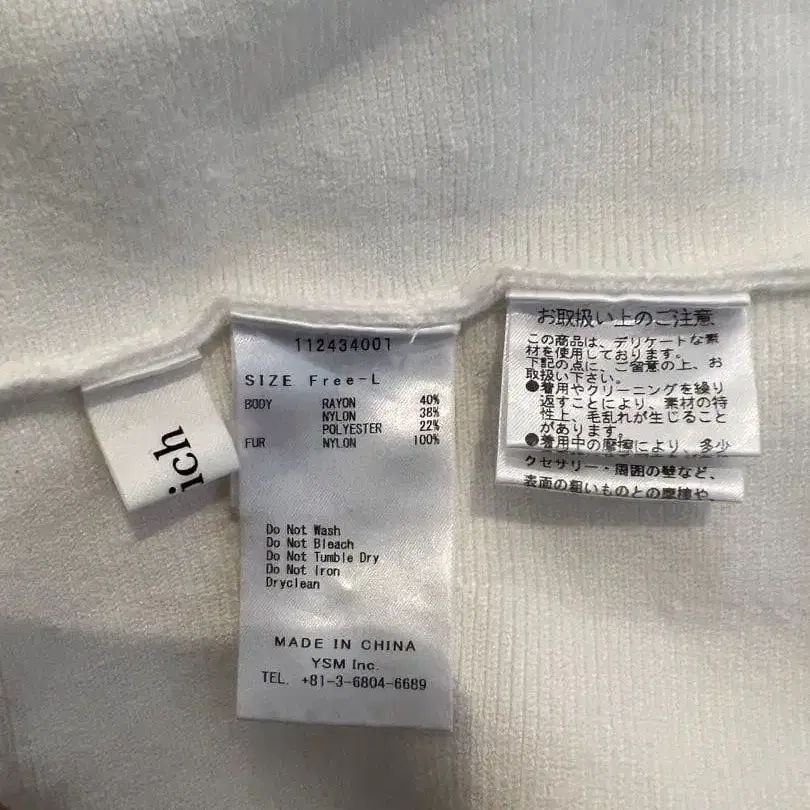 ich
112434001
SIZE Free-L
BODY RAYON 40%
NYLON 38%
POLYESTER 22%
FUR NYLON 100%
Do Not Wash
Do Not Bleach
Do Not Tumble Dry
Do Not Iron
Dryclean
MADE IN CHINA
YSM Inc.
TEL. +81-3-6804-6689
お取扱い上のご注意
この商品は、デリケートな素
材を使用しております。
下記の点に、ご留意の上、お
取扱い下さい。
●着用やクリーニングを繰り
返すことにより、素材の特
性上、毛乱れが生じること
があります。
●着用中の摩擦により、多少
クセサリー・周囲の壁など、
表面の粗いものとの摩擦や、